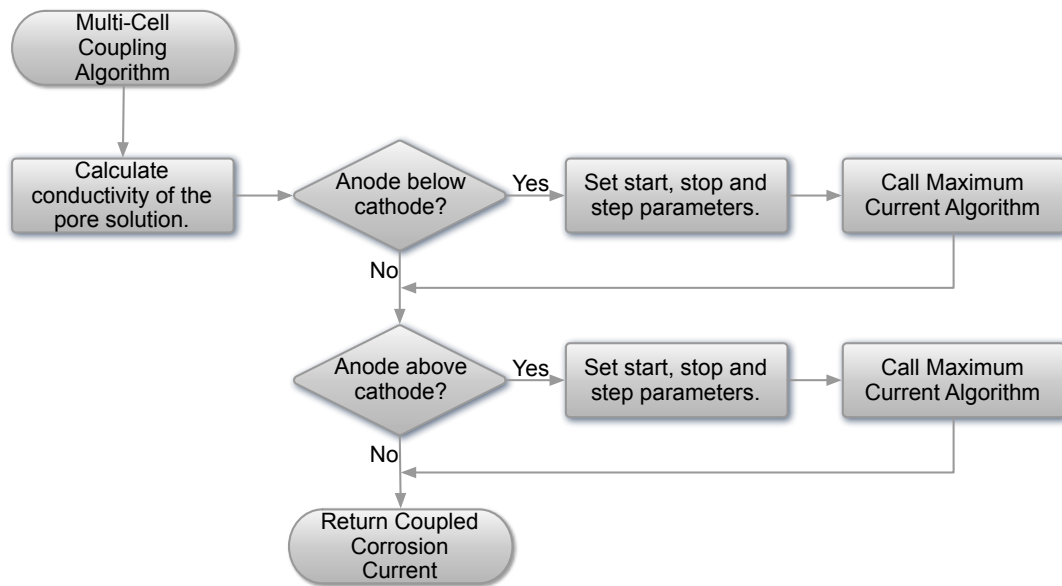 Multi-Cell
Coupling
Algorithm
Calculate
conductivity of the
pore solution.
Anode below
cathode?
Yes
Set start, stop and
step parameters.
Call Maximum
Current Algorithm
No
Anode above
cathode?
Yes
Set start, stop and
step parameters.
Call Maximum
Current Algorithm
No
Return Coupled
Corrosion
Current